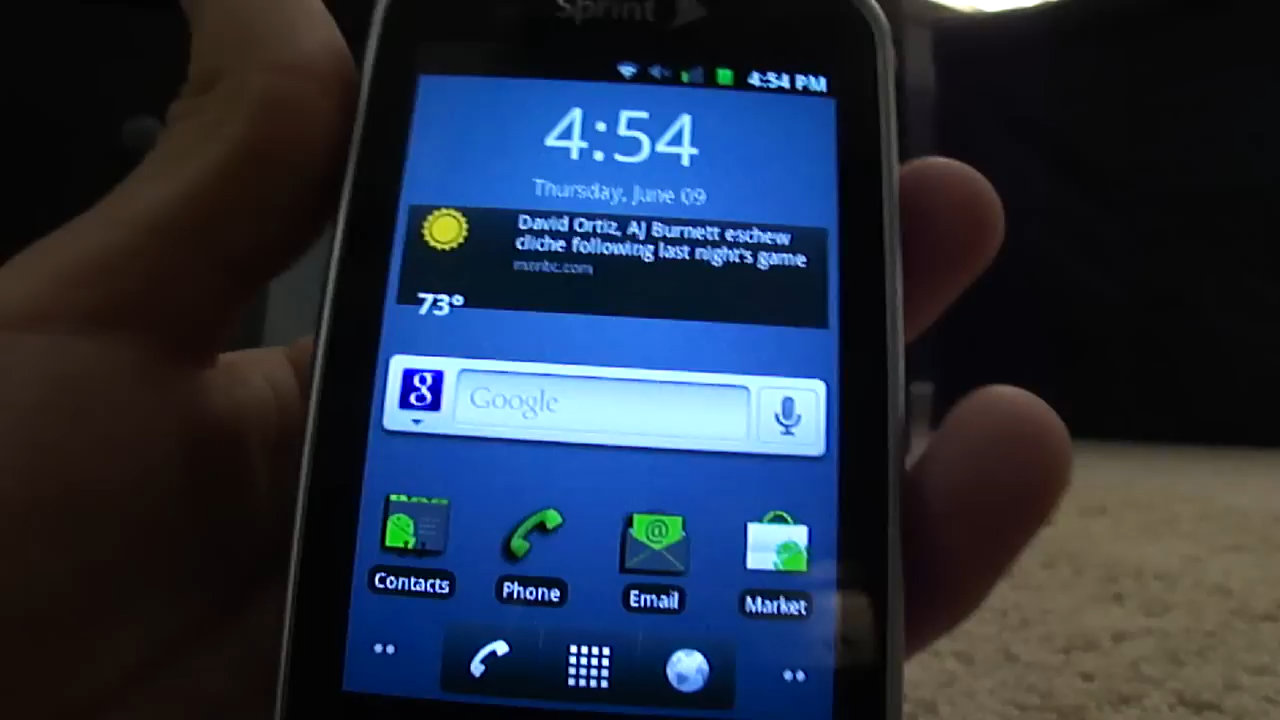 Sprint
4:54 PM
4:54
Thursday, June 09
David Ortiz, AJ Burnett eschew
cliche following last night's game
msnbc.com
73°
g
Google
@
Contacts
Phone
Email
Market